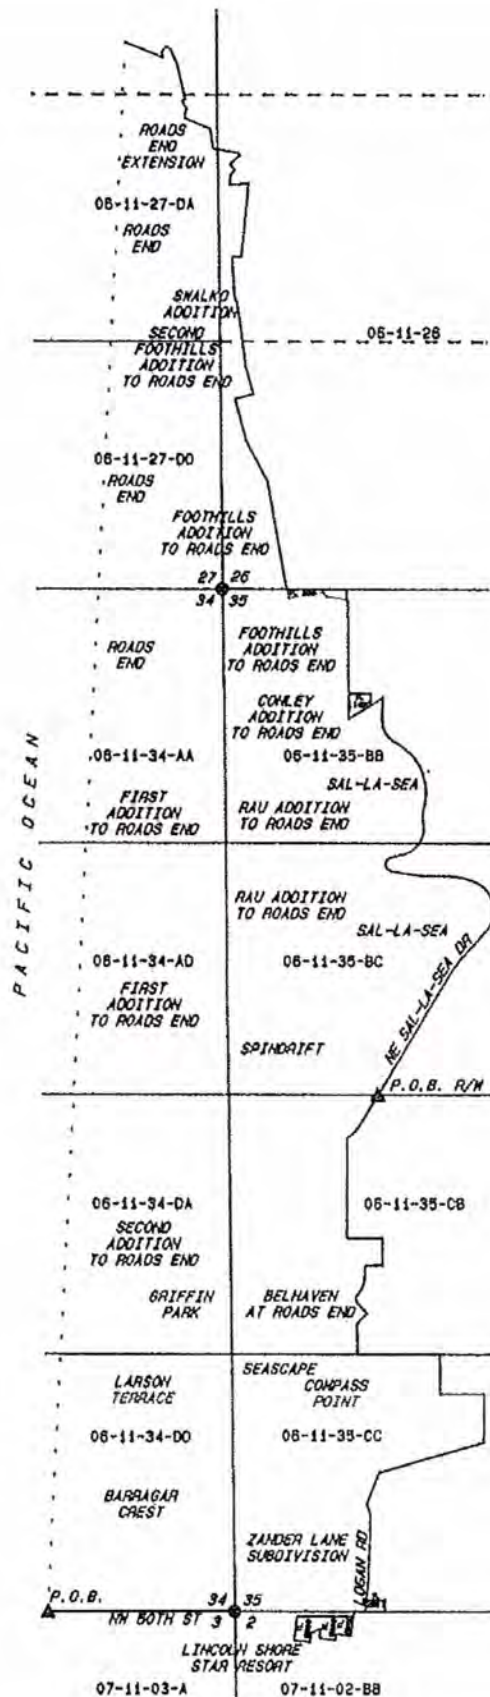 ROADS
END
EXTENSION
06-11-27-DA
ROADS
END
SMALKO
ADDITION
SECOND
FOOTHILLS
ADDITION
TO ROADS END
06-11-26
06-11-27-DD
ROADS
END
FOOTHILLS
ADDITION
TO ROADS END
27 26
34 35
ROADS
END
FOOTHILLS
ADDITION
TO ROADS END
CONLEY
ADDITION
TO ROADS END
06-11-34-AA
06-11-35-BB
SAL-LA-SEA
FIRST
ADDITION
TO ROADS END
RAU ADDITION
TO ROADS END
PACIFIC OCEAN
RAU ADDITION
TO ROADS END
SAL-LA-SEA
06-11-34-AD
06-11-35-BC
NE SAL-LA-SEA DR
FIRST
ADDITION
TO ROADS END
SPINDRIFT
P.O.B. R/W
06-11-34-DA
06-11-35-CB
SECOND
ADDITION
TO ROADS END
GRIFFIN
PARK
BELHAVEN
AT ROADS END
SEASCAPE
LARSON
TERRACE
COMPASS
POINT
06-11-34-DD
06-11-35-CC
BARRAGAR
CREST
ZANDER LANE
SUBDIVISION
LOGAN RD
P.O.B.
34 35
NW 50TH ST 3 2
LINCOLN SHORE
STAR RESORT
07-11-03-A
07-11-02-BB